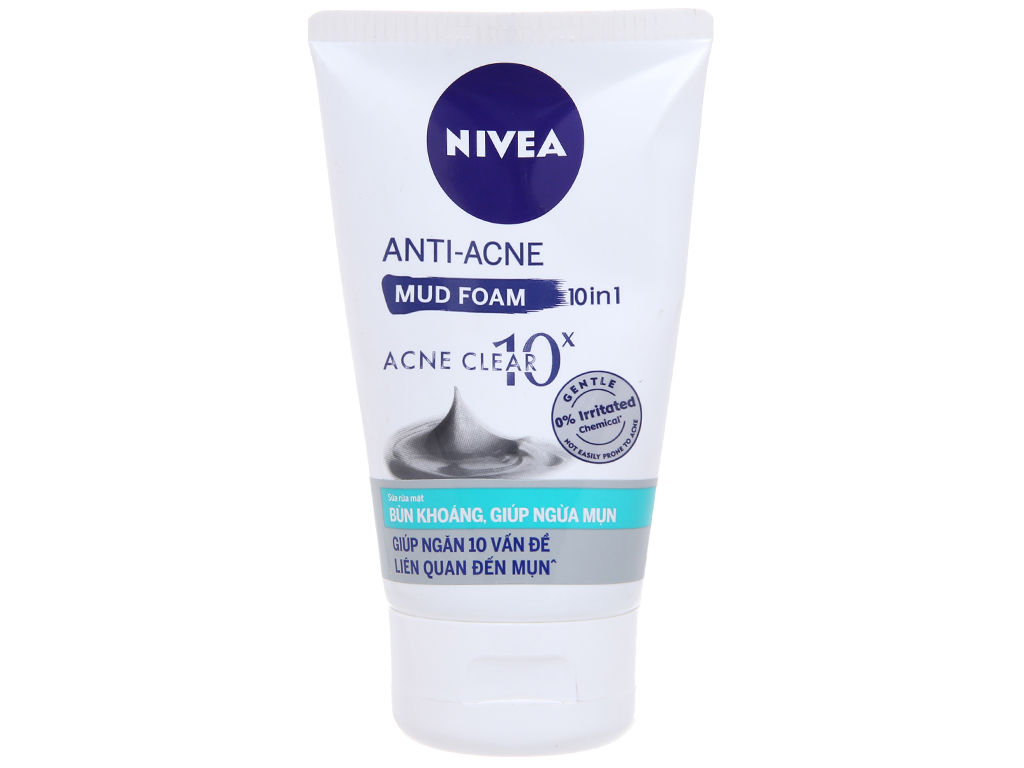 NIVEA
ANTI-ACNE
MUD FOAM 10in1
ACNE CLEAR 10x
GENTLE
0% Irritated
Chemical*
NOT EASILY PRONE TO ACNE
Sữa rửa mặt
BÙN KHOÁNG, GIÚP NGỪA MỤN
GIÚP NGĂN 10 VẤN ĐỀ
LIÊN QUAN ĐẾN MỤN^